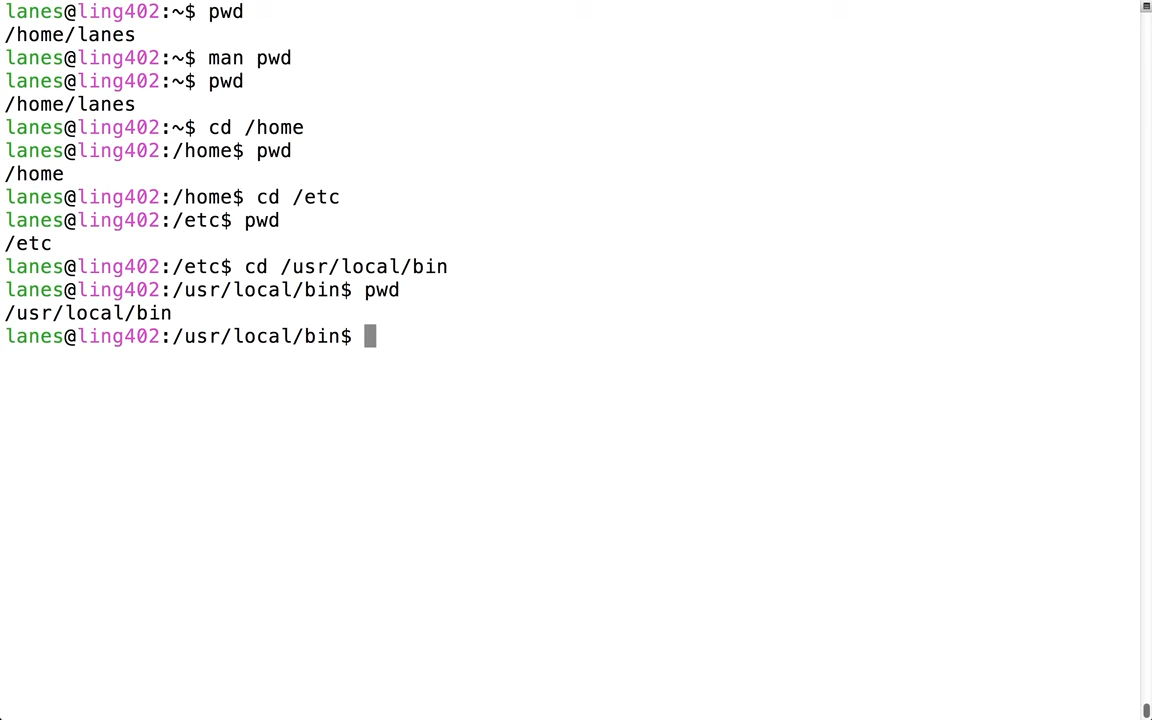 lanes@ling402:~$ pwd
/home/lanes
lanes@ling402:~$ man pwd
lanes@ling402:~$ pwd
/home/lanes
lanes@ling402:~$ cd /home
lanes@ling402:/home$ pwd
/home
lanes@ling402:/home$ cd /etc
lanes@ling402:/etc$ pwd
/etc
lanes@ling402:/etc$ cd /usr/local/bin
lanes@ling402:/usr/local/bin$ pwd
/usr/local/bin
lanes@ling402:/usr/local/bin$